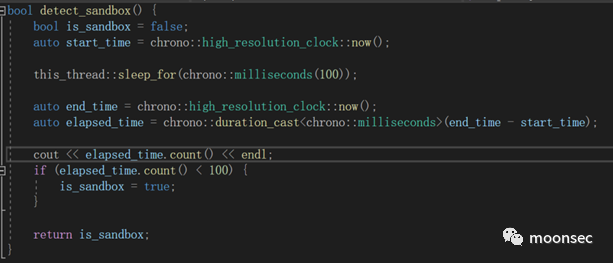 bool detect_sandbox() {
    bool is_sandbox = false;
    auto start_time = chrono::high_resolution_clock::now();
    this_thread::sleep_for(chrono::milliseconds(100));
    auto end_time = chrono::high_resolution_clock::now();
    auto elapsed_time = chrono::duration_cast<chrono::milliseconds>(end_time - start_time);
    cout << elapsed_time.count() << endl;
    if (elapsed_time.count() < 100) {
        is_sandbox = true;
    }
    return is_sandbox;
}
moonsec